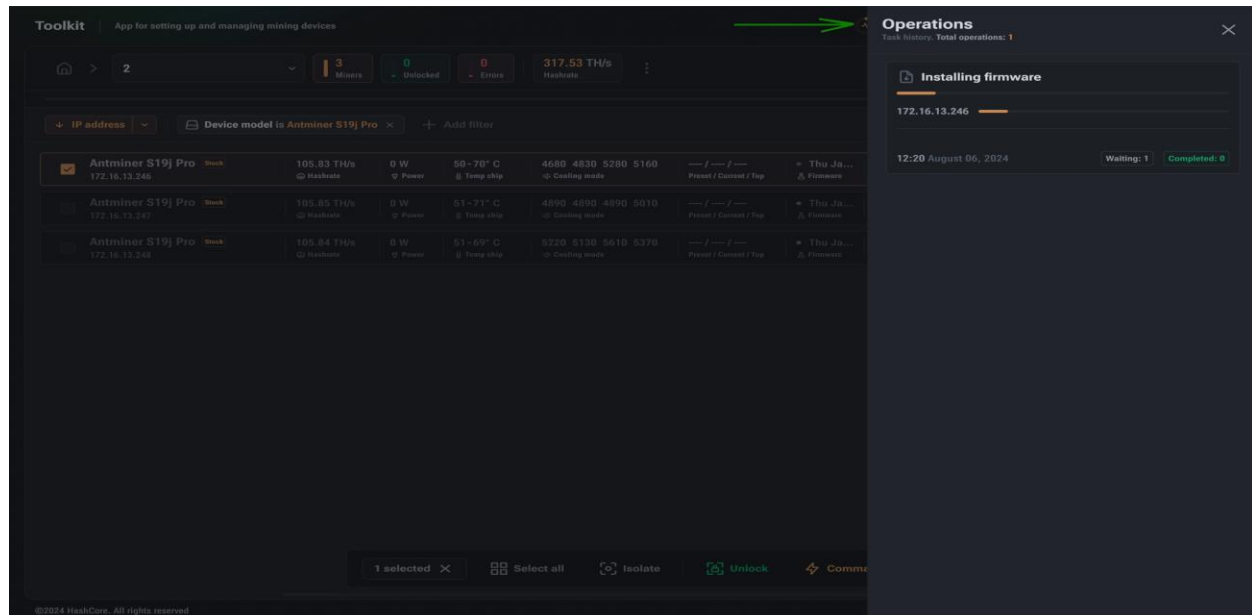 Toolkit App for setting up and managing mining devices
2 3 Miners 0 Unlocked 0 Errors 317.53 TH/s Hashrate
IP address Device model is Antminer S19j Pro Add filter
Antminer S19j Pro Stock 105.83 TH/s 0 W 50-70° C 4680 4830 5280 5160 ---- / ---- / ---- Thu Ja...
172.16.13.246 Hashrate Power Temp chip Cooling mode Preset / Current / Top Firmware
Antminer S19j Pro Stock 105.85 TH/s 0 W 51-71° C 4890 4890 4890 5010 ---- / ---- / ---- Thu Ja...
172.16.13.247 Hashrate Power Temp chip Cooling mode Preset / Current / Top Firmware
Antminer S19j Pro Stock 105.84 TH/s 0 W 51-69° C 5220 5130 5610 5370 ---- / ---- / ---- Thu Ja...
172.16.13.248 Hashrate Power Temp chip Cooling mode Preset / Current / Top Firmware
1 selected Select all Isolate Unlock Comma
©2024 HashCore. All rights reserved
Operations
Task history. Total operations: 1
Installing firmware
172.16.13.246
12:20 August 06, 2024 Waiting: 1 Completed: 0